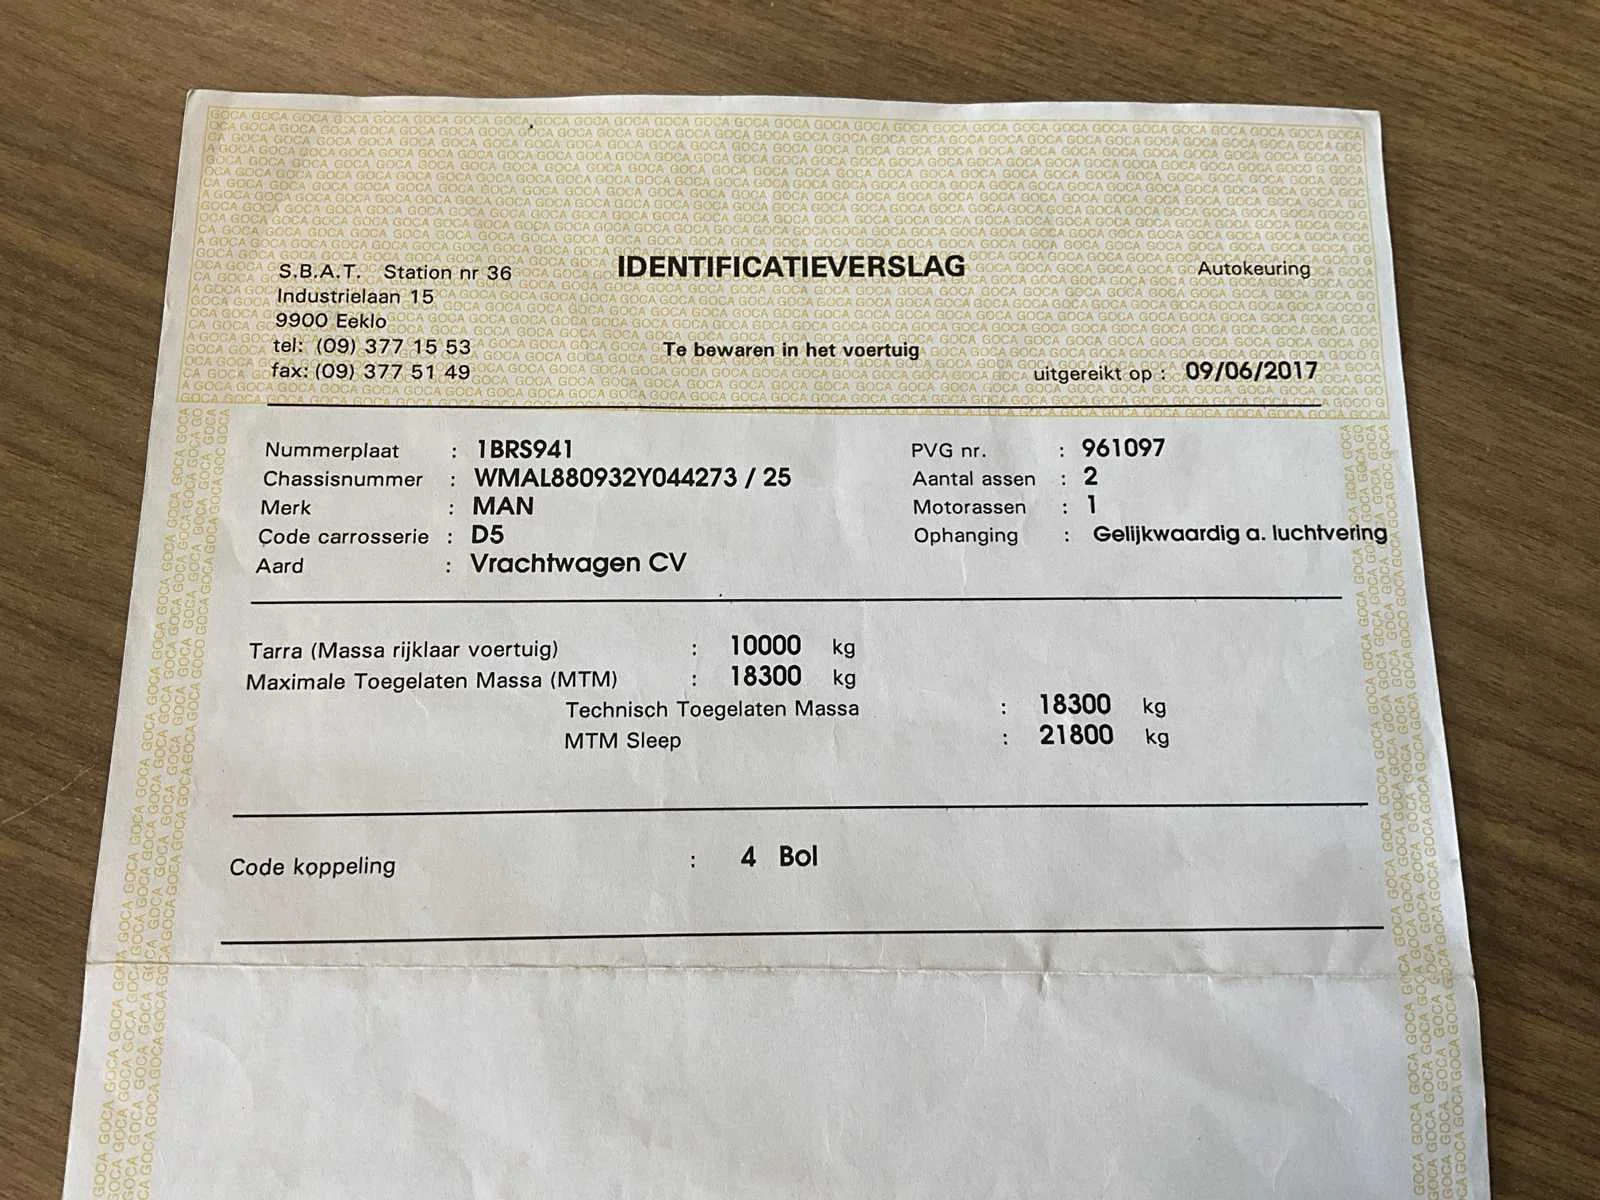 S.B.A.T. Station nr 36
IDENTIFICATIEVERSLAG
Autokeuring
Industrielaan 15
9900 Eeklo
tel: (09) 377 15 53
Te bewaren in het voertuig
fax: (09) 377 51 49
uitgereikt op : 09/06/2017
Nummerplaat : 1BRS941
PVG nr. : 961097
Chassisnummer : WMAL880932Y044273 / 25
Aantal assen : 2
Merk : MAN
Motorassen : 1
Code carrosserie : D5
Ophanging : Gelijkwaardig a. luchtvering
Aard : Vrachtwagen CV
Tarra (Massa rijklaar voertuig) : 10000 kg
Maximale Toegelaten Massa (MTM) : 18300 kg
Technisch Toegelaten Massa : 18300 kg
MTM Sleep : 21800 kg
Code koppeling : 4 Bol